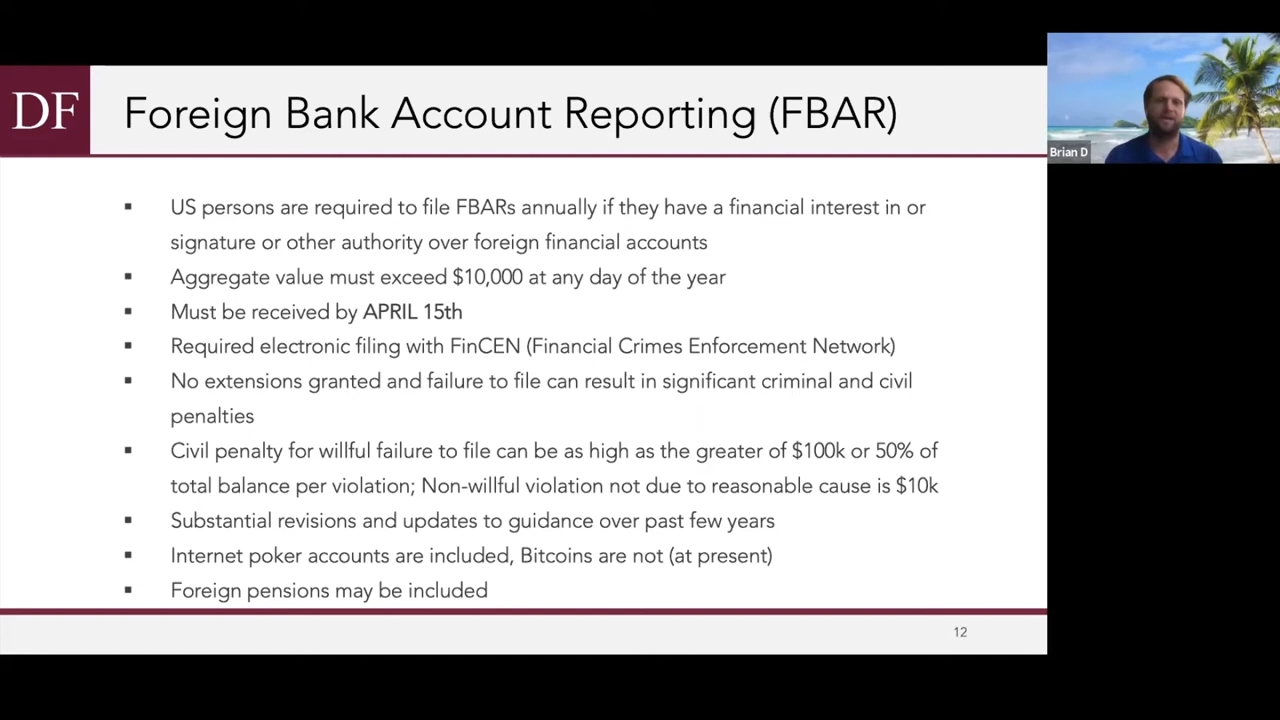 DF
Foreign Bank Account Reporting (FBAR)
Brian D
US persons are required to file FBARs annually if they have a financial interest in or
signature or other authority over foreign financial accounts
Aggregate value must exceed $10,000 at any day of the year
Must be received by APRIL 15th
Required electronic filing with FinCEN (Financial Crimes Enforcement Network)
No extensions granted and failure to file can result in significant criminal and civil
penalties
Civil penalty for willful failure to file can be as high as the greater of $100k or 50% of
total balance per violation; Non-willful violation not due to reasonable cause is $10k
Substantial revisions and updates to guidance over past few years
Internet poker accounts are included, Bitcoins are not (at present)
Foreign pensions may be included
12